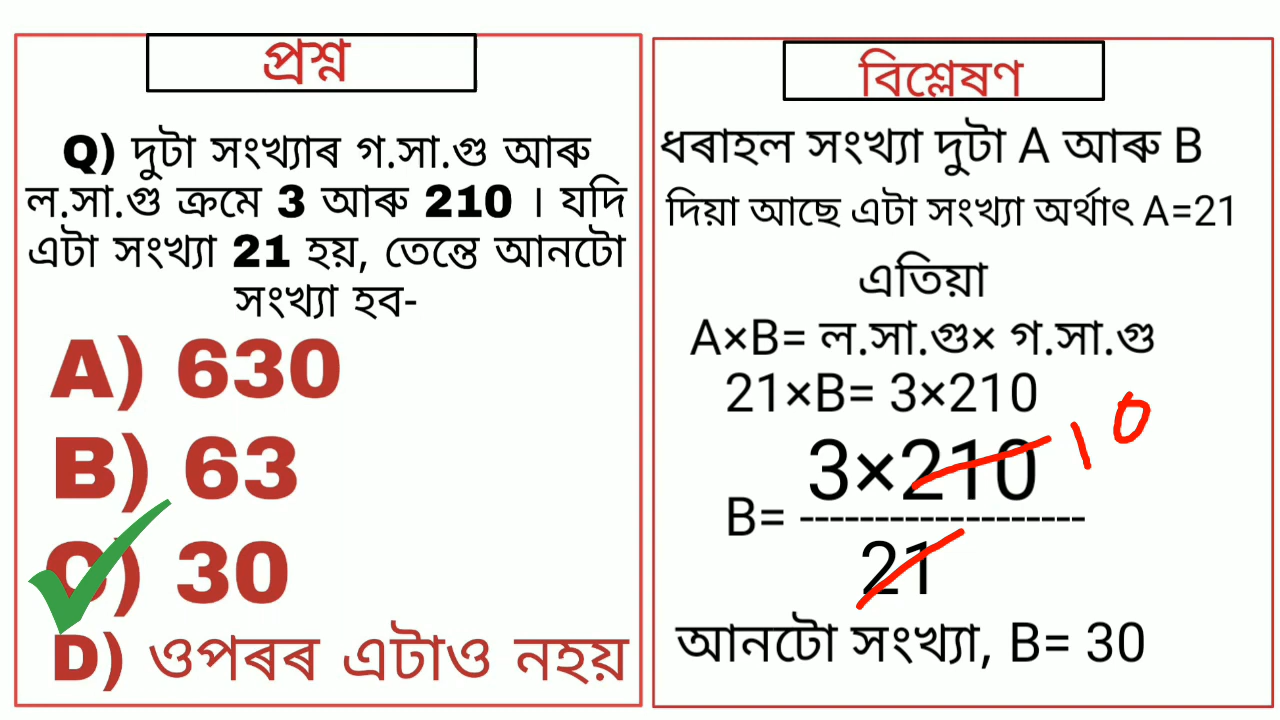 প্ৰশ্ন
Q) দুটা সংখ্যাৰ গ.সা.গু আৰু
ল.সা.গু ক্ৰমে 3 আৰু 210 । যদি
এটা সংখ্যা 21 হয়, তেন্তে আনটো
সংখ্যা হব-
A) 630
B) 63
C) 30
D) ওপৰৰ এটাও নহয়
বিশ্লেষণ
ধৰাহল সংখ্যা দুটা A আৰু B
দিয়া আছে এটা সংখ্যা অৰ্থাৎ A=21
এতিয়া
A×B= ল.সা.গু× গ.সা.গু
21×B= 3×210
3×210 10
B= -------------------
21
আনটো সংখ্যা, B= 30